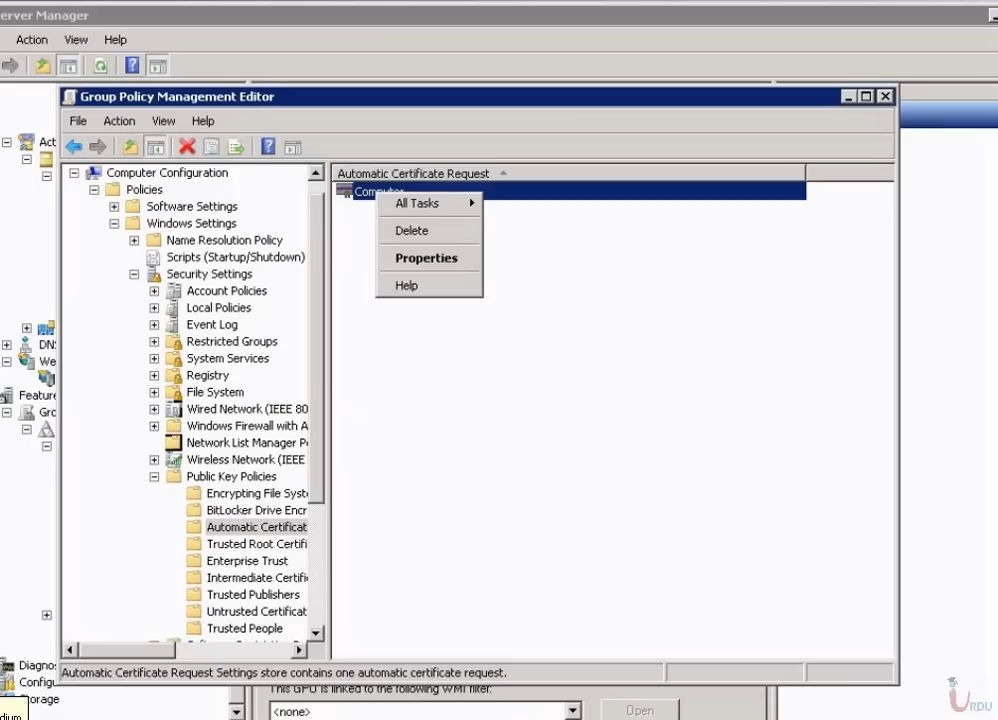 erver Manager
Action View Help
Group Policy Management Editor
File Action View Help
Computer Configuration
Policies
Software Settings
Windows Settings
Name Resolution Policy
Scripts (Startup/Shutdown)
Security Settings
Account Policies
Local Policies
Event Log
Restricted Groups
System Services
Registry
File System
Wired Network (IEEE 80
Windows Firewall with A
Network List Manager P
Wireless Network (IEEE
Public Key Policies
Encrypting File Syst
BitLocker Drive Encr
Automatic Certificat
Trusted Root Certifi
Enterprise Trust
Intermediate Certifi
Trusted Publishers
Untrusted Certificat
Trusted People
Automatic Certificate Request
Computer
All Tasks
Delete
Properties
Help
Automatic Certificate Request Settings store contains one automatic certificate request.
Act
DN
We
Feature
Gro
Diagno
Configu
torage
dium
This GPO is linked to the following WMI filter:
<none>
Open
URDU